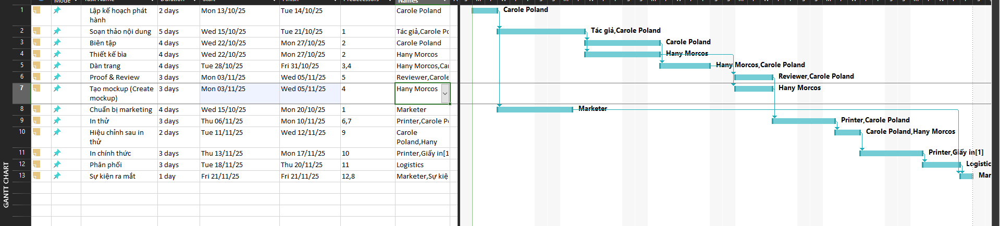 Mode Task Name Duration Start Finish Predecessors Names
1 Lập kế hoạch phát hành 2 days Mon 13/10/25 Tue 14/10/25 Carole Poland
2 Soạn thảo nội dung 5 days Wed 15/10/25 Tue 21/10/25 1 Tác giả,Carole Po
3 Biên tập 4 days Wed 22/10/25 Mon 27/10/25 2 Carole Poland
4 Thiết kế bìa 4 days Wed 22/10/25 Mon 27/10/25 2 Hany Morcos
5 Dàn trang 4 days Tue 28/10/25 Fri 31/10/25 3,4 Hany Morcos,Car
6 Proof & Review 3 days Mon 03/11/25 Wed 05/11/25 5 Reviewer,Carole
7 Tạo mockup (Create mockup) 3 days Mon 03/11/25 Wed 05/11/25 4 Hany Morcos
8 Chuẩn bị marketing 4 days Wed 15/10/25 Mon 20/10/25 1 Marketer
9 In thử 3 days Thu 06/11/25 Mon 10/11/25 6,7 Printer,Carole Po
10 Hiệu chỉnh sau in thử 2 days Tue 11/11/25 Wed 12/11/25 9 Carole Poland,Hany
11 In chính thức 3 days Thu 13/11/25 Mon 17/11/25 10 Printer,Giấy in[1
12 Phân phối 3 days Tue 18/11/25 Thu 20/11/25 11 Logistics
13 Sự kiện ra mắt 1 day Fri 21/11/25 Fri 21/11/25 12,8 Marketer,Sự kiệ
GANTT CHART
Carole Poland
Tác giả,Carole Poland
Carole Poland
Hany Morcos
Hany Morcos,Carole Poland
Reviewer,Carole Poland
Hany Morcos
Marketer
Printer,Carole Poland
Carole Poland,Hany Morcos
Printer,Giấy in[1]
Logistic
Mar